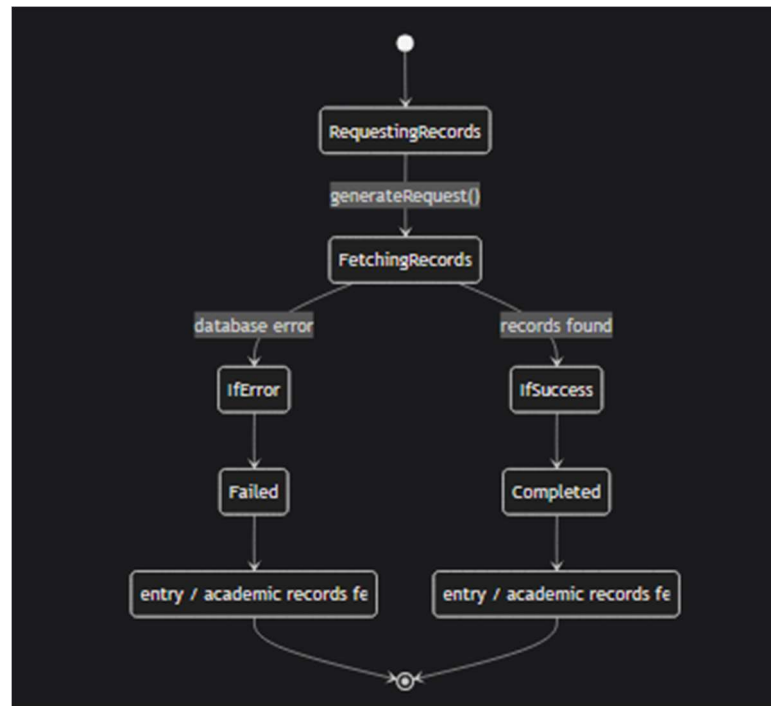 RequestingRecords
generateRequest()
FetchingRecords
database error
records found
IfError
IfSuccess
Failed
Completed
entry / academic records fe
entry / academic records fe